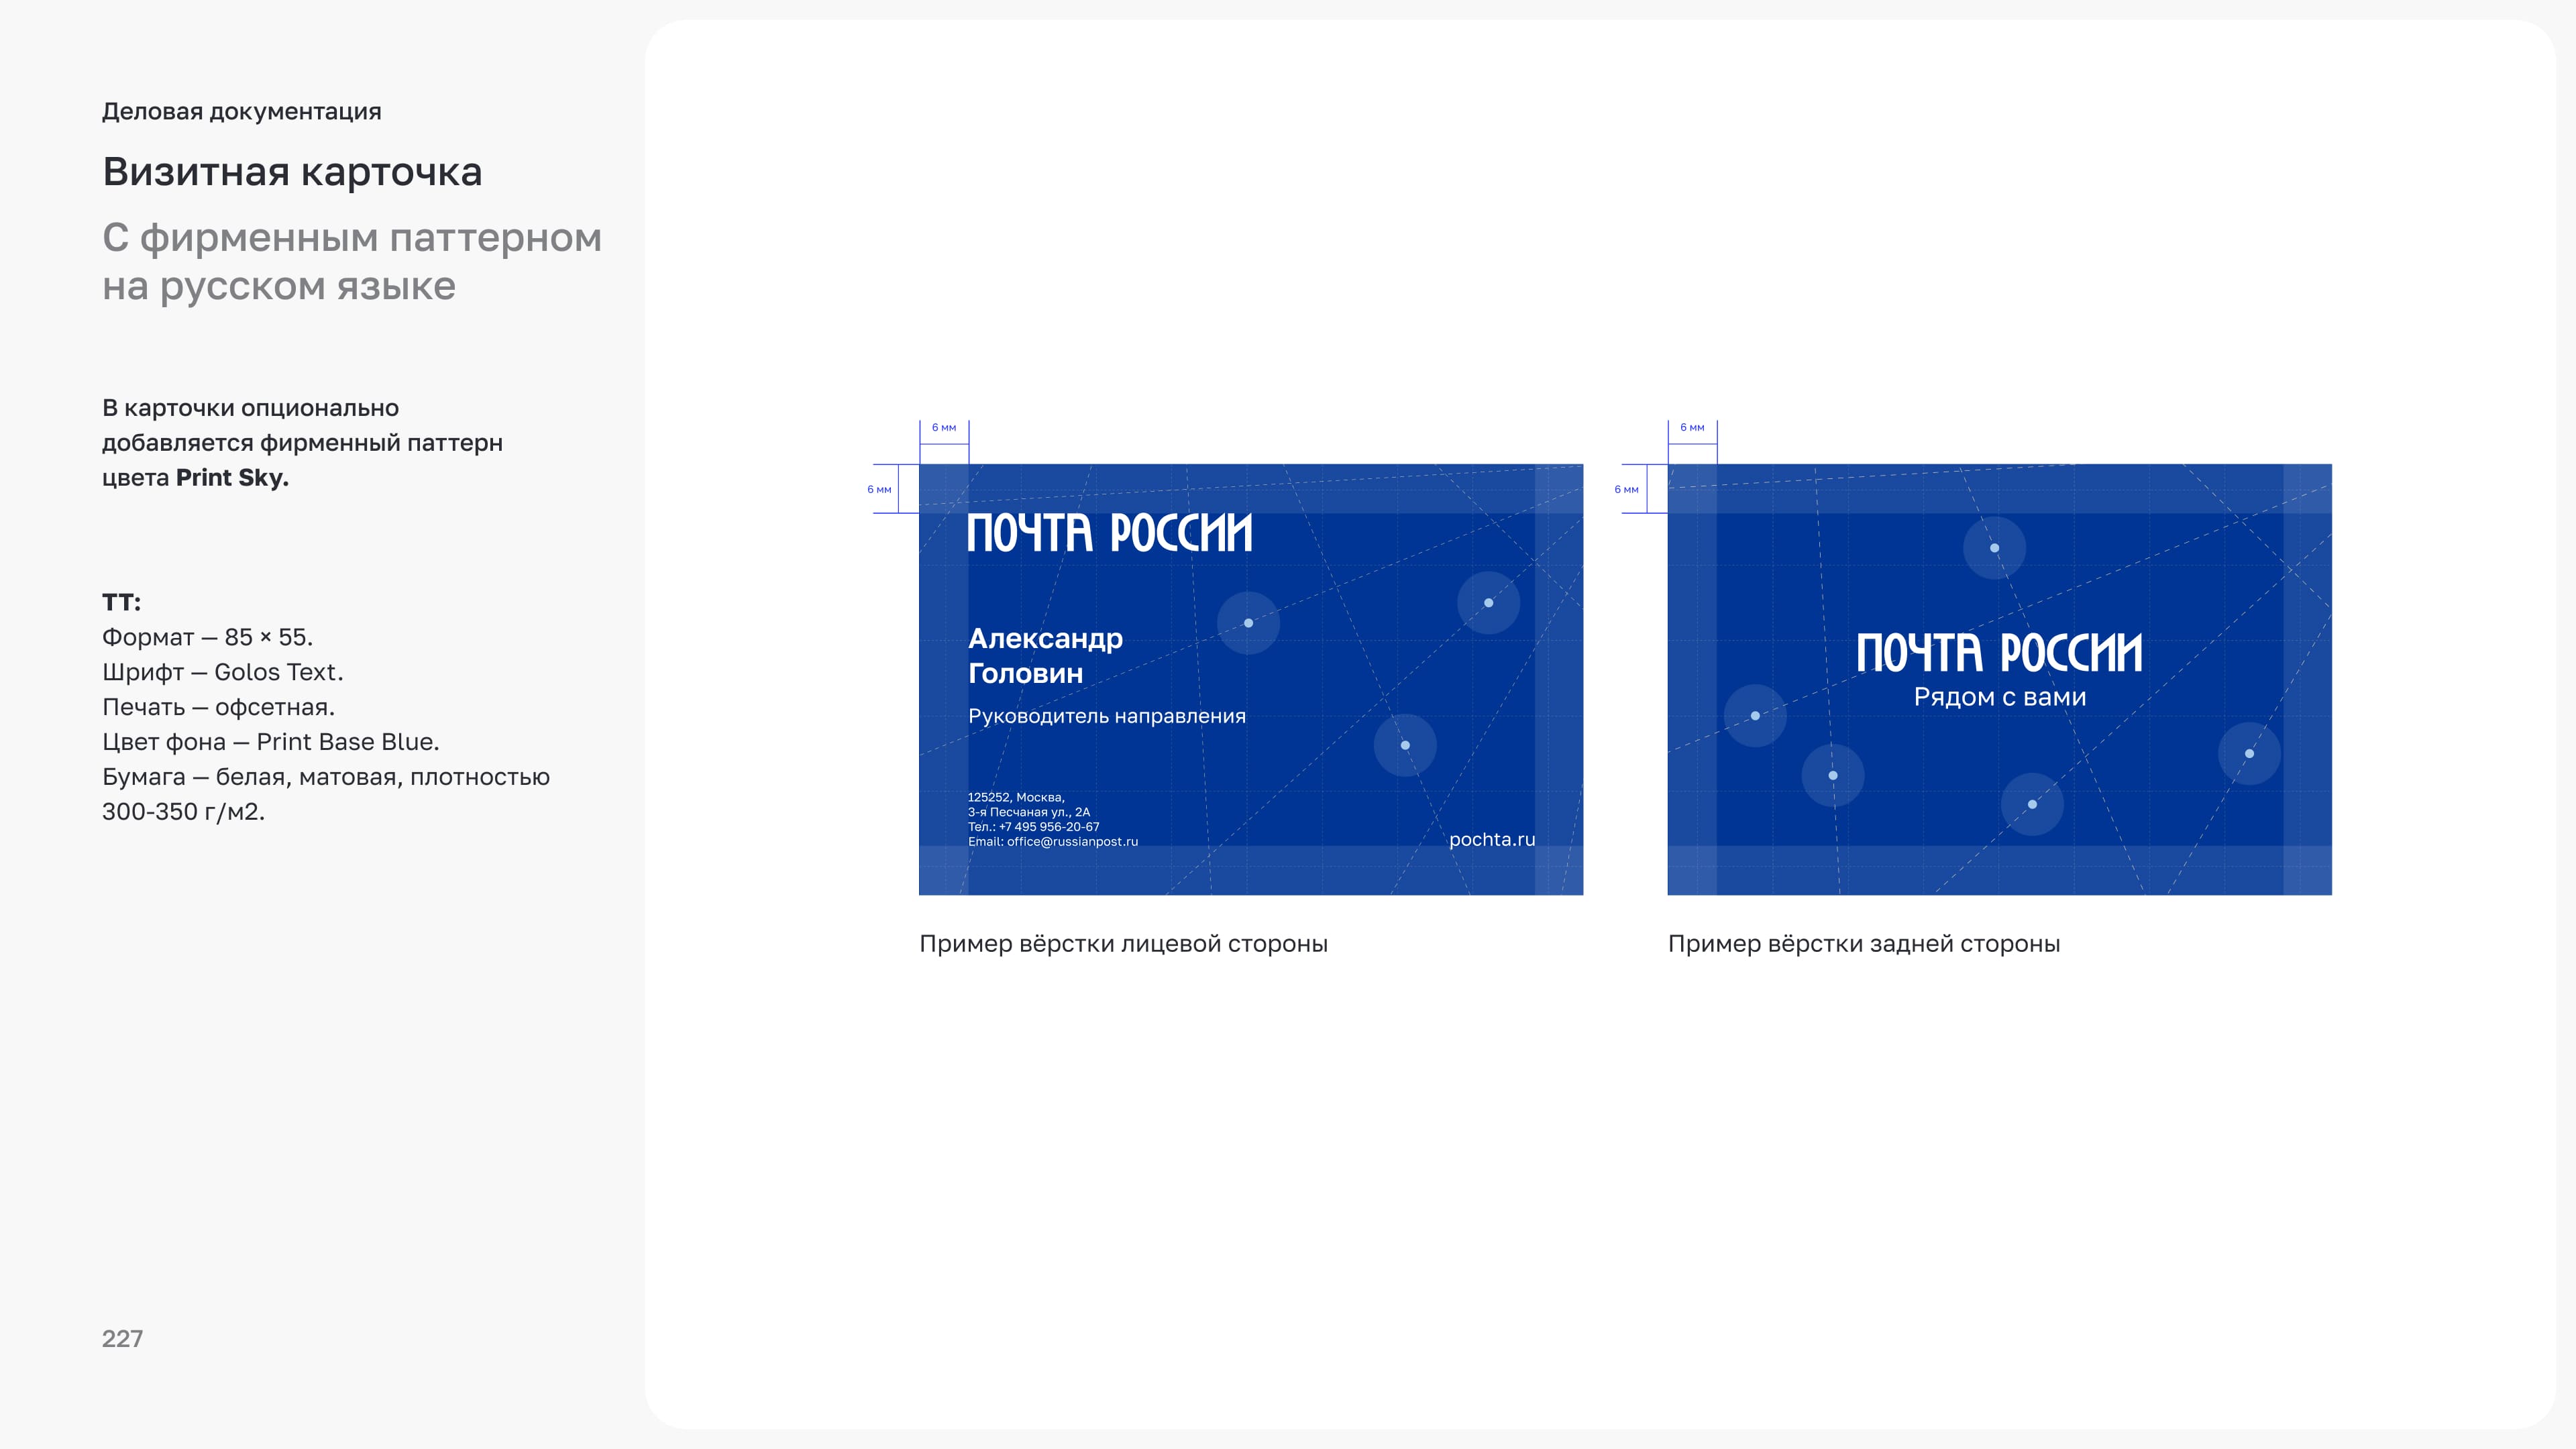 Деловая документация
Визитная карточка
С фирменным паттерном
на русском языке
В карточки опционально
добавляется фирменный паттерн
цвета Print Sky.
ТТ:
Формат — 85 × 55.
Шрифт — Golos Text.
Печать — офсетная.
Цвет фона — Print Base Blue.
Бумага — белая, матовая, плотностью
300-350 г/м2.
227
6 мм
6 мм
ПОЧТА РОССИИ
Александр
Головин
Руководитель направления
125252, Москва,
3-я Песчаная ул., 2А
Тел.: +7 495 956-20-67
Email: office@russianpost.ru
pochta.ru
Пример вёрстки лицевой стороны
6 мм
6 мм
ПОЧТА РОССИИ
Рядом с вами
Пример вёрстки задней стороны